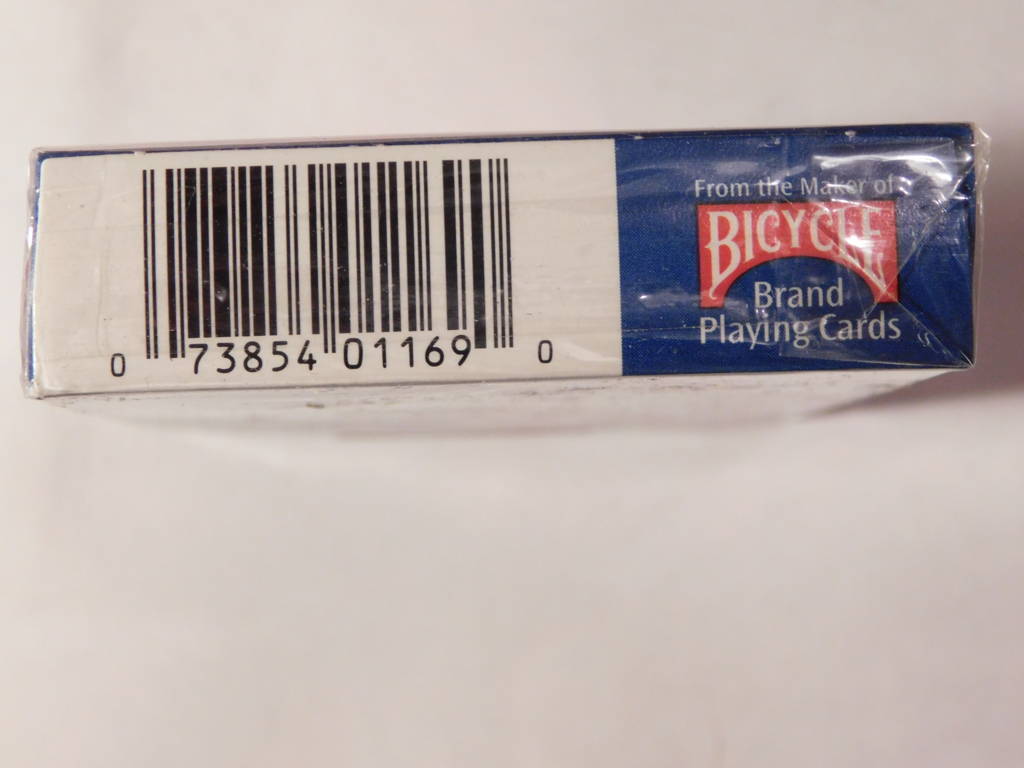 From the Maker of
BICYCLE
Brand
Playing Cards
0 73854 01169 0